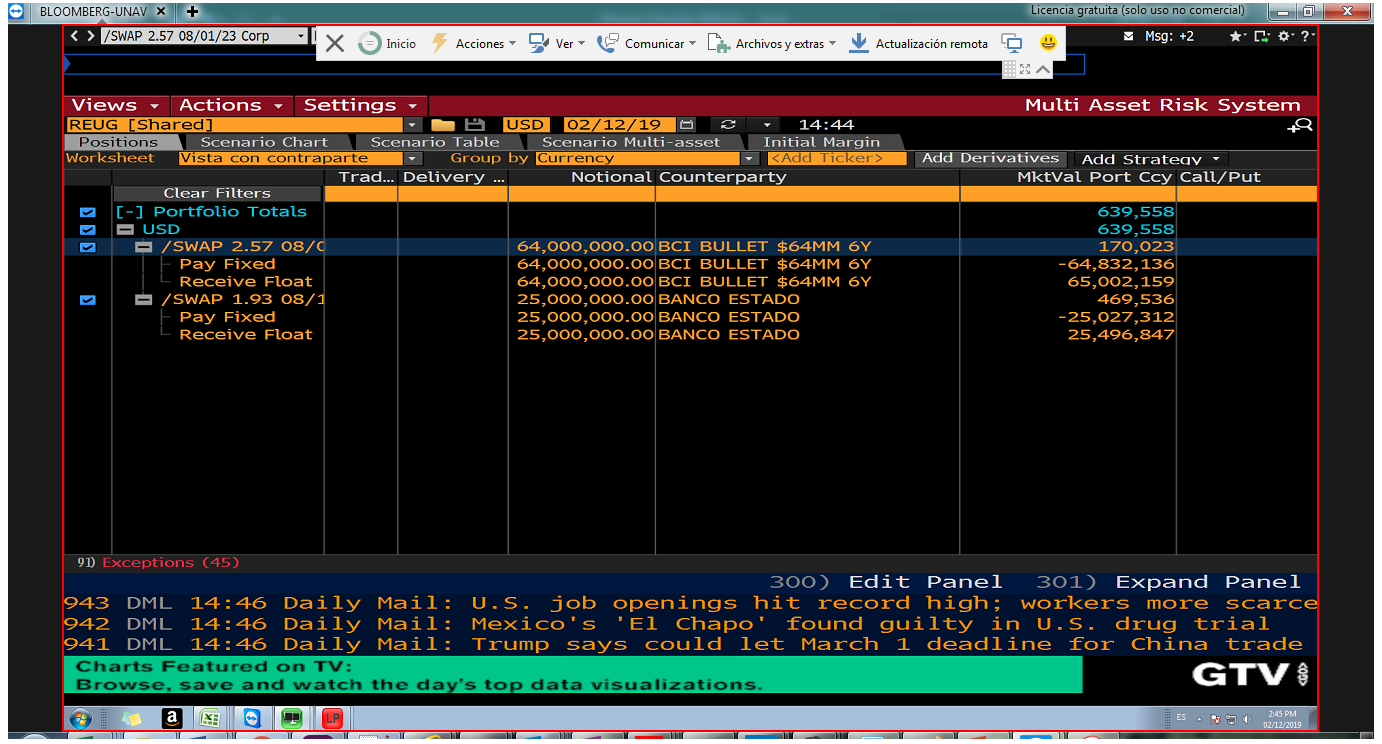 BLOOMBERG-UNAV
Licencia gratuita (solo uso no comercial)
/SWAP 2.57 08/01/23 Corp
Inicio Acciones Ver Comunicar Archivos y extras Actualización remota
Msg: +2
Views Actions Settings Multi Asset Risk System
REUG [Shared] USD 02/12/19 14:44
Positions Scenario Chart Scenario Table Scenario Multi-asset Initial Margin
Worksheet Vista con contraparte Group by Currency <Add Ticker> Add Derivatives Add Strategy
Trad... Delivery ... Notional Counterparty MktVal Port Ccy Call/Put
Clear Filters
[-] Portfolio Totals 639,558
USD 639,558
/SWAP 2.57 08/0 64,000,000.00 BCI BULLET $64MM 6Y 170,023
Pay Fixed 64,000,000.00 BCI BULLET $64MM 6Y -64,832,136
Receive Float 64,000,000.00 BCI BULLET $64MM 6Y 65,002,159
/SWAP 1.93 08/1 25,000,000.00 BANCO ESTADO 469,536
Pay Fixed 25,000,000.00 BANCO ESTADO -25,027,312
Receive Float 25,000,000.00 BANCO ESTADO 25,496,847
91) Exceptions (45)
300) Edit Panel 301) Expand Panel
943 DML 14:46 Daily Mail: U.S. job openings hit record high; workers more scarce
942 DML 14:46 Daily Mail: Mexico's 'El Chapo' found guilty in U.S. drug trial
941 DML 14:46 Daily Mail: Trump says could let March 1 deadline for China trade
Charts Featured on TV:
Browse, save and watch the day's top data visualizations.
GTV
ES 2:45 PM
02/12/2019